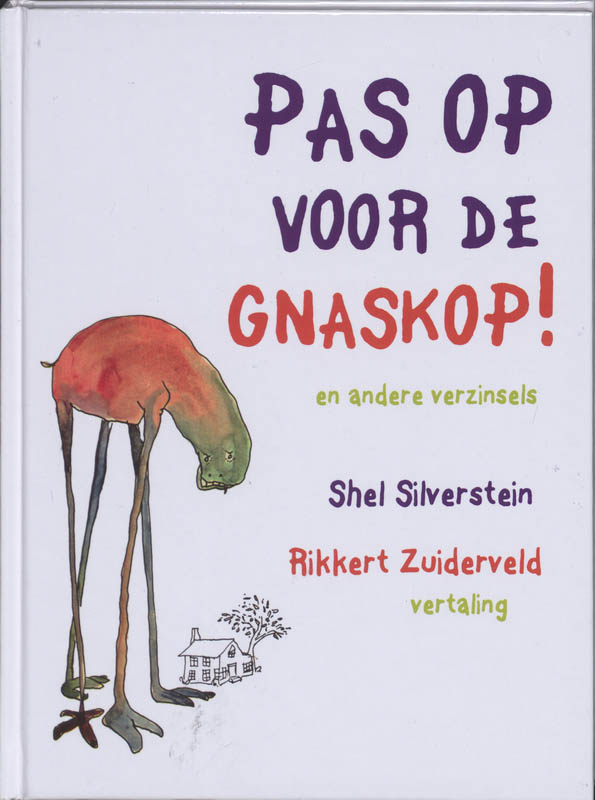 PAS OP
VOOR DE
GNASKOP!
en andere verzinsels
Shel Silverstein
Rikkert Zuiderveld
vertaling